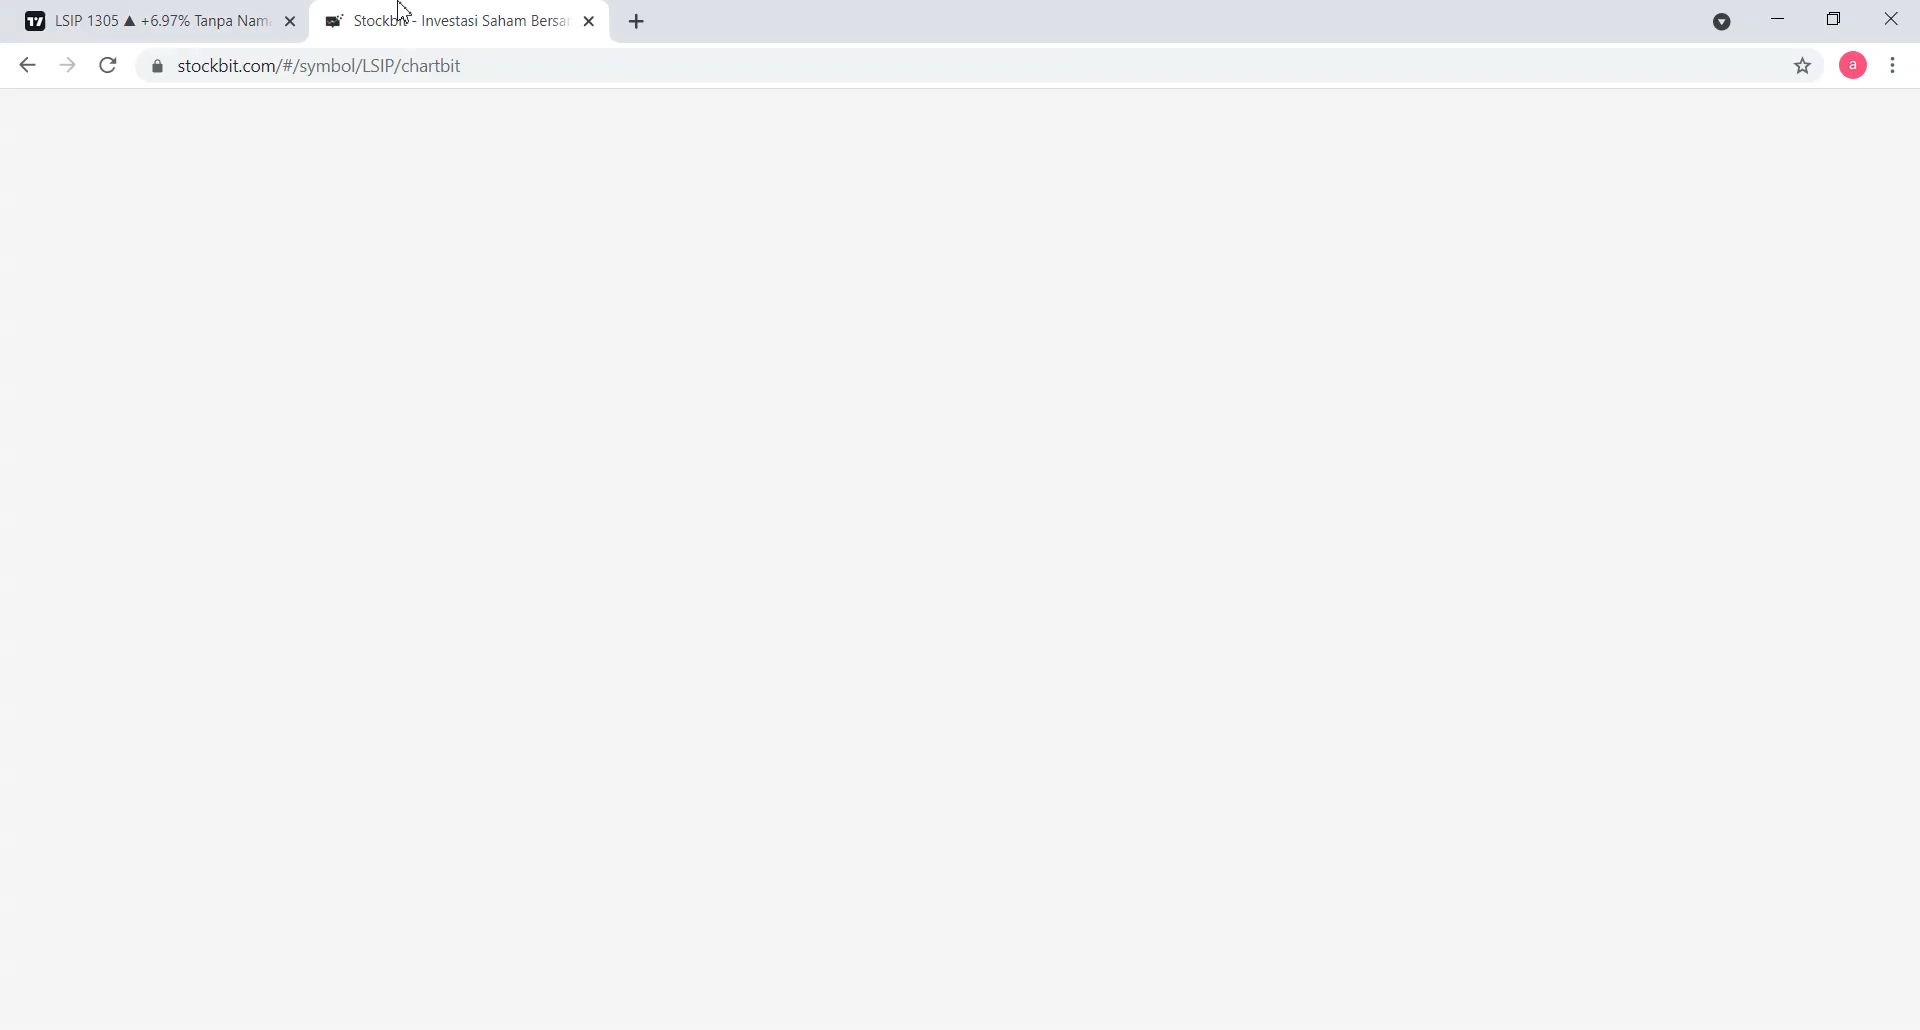 LSIP 1305 ▲ +6.97% Tanpa Nam
Stockbit - Investasi Saham Bersa
stockbit.com/#/symbol/LSIP/chartbit
a